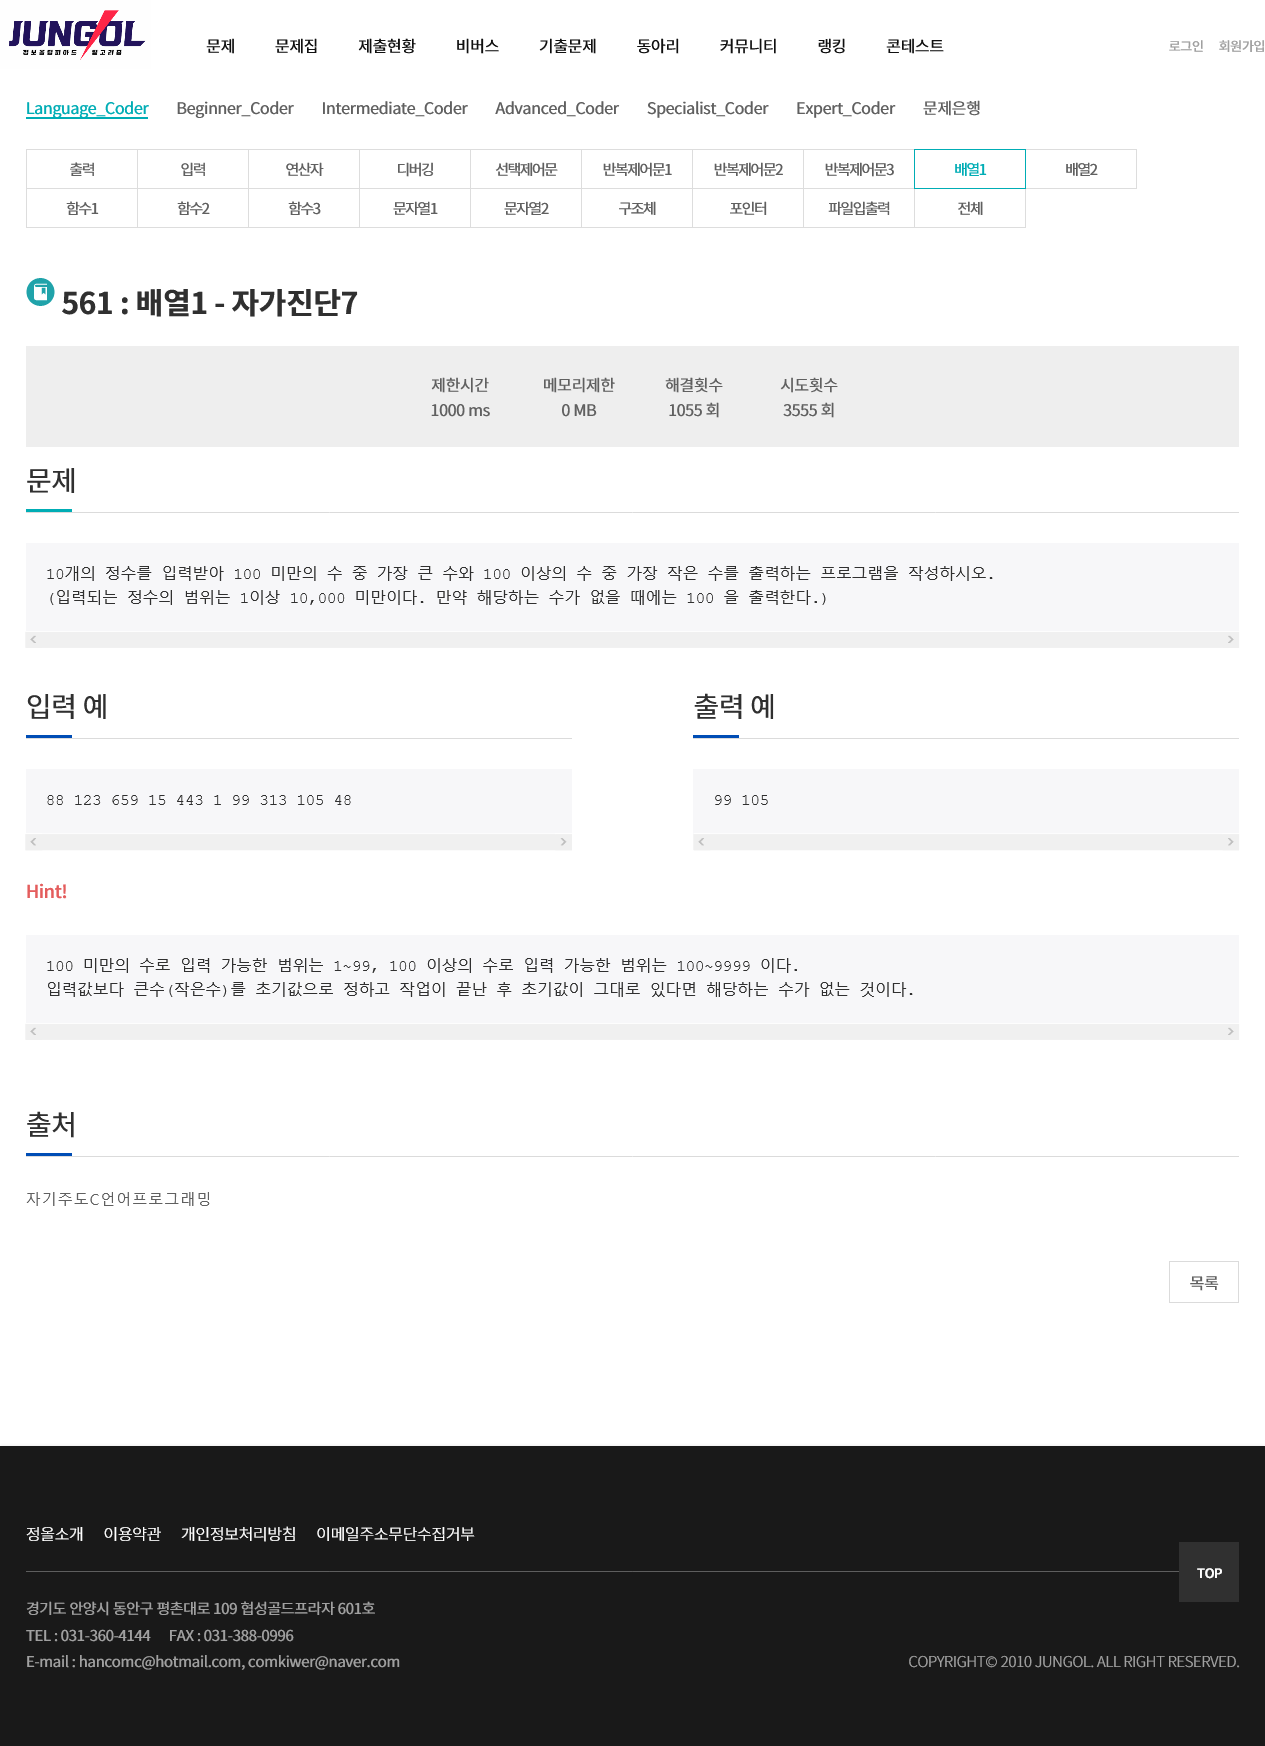 JUNGOL
정보올림피아드 알고리즘
문제 문제집 제출현황 비버스 기출문제 동아리 커뮤니티 랭킹 콘테스트 로그인 회원가입
Language_Coder Beginner_Coder Intermediate_Coder Advanced_Coder Specialist_Coder Expert_Coder 문제은행
출력 입력 연산자 디버깅 선택제어문 반복제어문1 반복제어문2 반복제어문3 배열1 배열2
함수1 함수2 함수3 문자열1 문자열2 구조체 포인터 파일입출력 전체
561 : 배열1 - 자가진단7
제한시간 메모리제한 해결횟수 시도횟수
1000 ms 0 MB 1055 회 3555 회
문제
10개의 정수를 입력받아 100 미만의 수 중 가장 큰 수와 100 이상의 수 중 가장 작은 수를 출력하는 프로그램을 작성하시오.
(입력되는 정수의 범위는 1이상 10,000 미만이다. 만약 해당하는 수가 없을 때에는 100 을 출력한다.)
입력 예
88 123 659 15 443 1 99 313 105 48
출력 예
99 105
Hint!
100 미만의 수로 입력 가능한 범위는 1~99, 100 이상의 수로 입력 가능한 범위는 100~9999 이다.
입력값보다 큰수(작은수)를 초기값으로 정하고 작업이 끝난 후 초기값이 그대로 있다면 해당하는 수가 없는 것이다.
출처
자기주도C언어프로그래밍
목록
정올소개 이용약관 개인정보처리방침 이메일주소무단수집거부
TOP
경기도 안양시 동안구 평촌대로 109 협성골드프라자 601호
TEL : 031-360-4144 FAX : 031-388-0996
E-mail : hancomc@hotmail.com, comkiwer@naver.com
COPYRIGHT© 2010 JUNGOL. ALL RIGHT RESERVED.